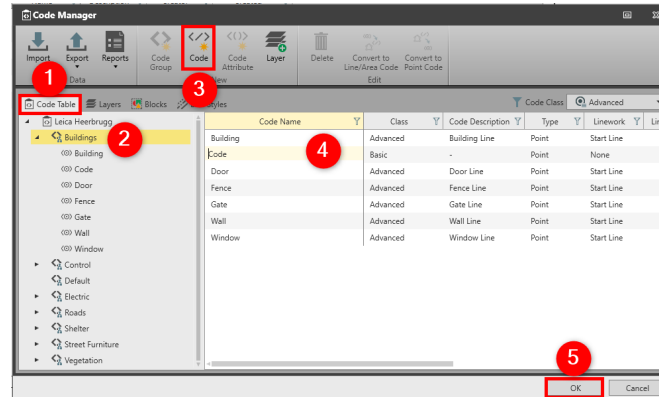 Code Manager
Import Export Reports Code Group Code Code Attribute Layer Delete Convert to Line/Area Code Convert to Point Code
Data New Edit
1
3
Code Table Layers Blocks Code Class Advanced
Leica Heerbrugg Code Name Class Code Description Type Linework
Buildings 2 Building Advanced Building Line Point Start Line
Building Code 4 Basic - Point None
Code Door Advanced Door Line Point Start Line
Door Fence Advanced Fence Line Point Start Line
Fence Gate Advanced Gate Line Point Start Line
Gate Wall Advanced Wall Line Point Start Line
Wall Window Advanced Window Line Point Start Line
Window
Control
Default
Electric
Roads
Shelter
Street Furniture
Vegetation
5
OK Cancel